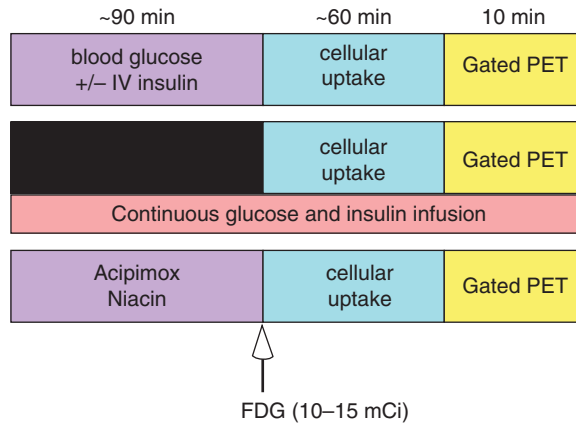 ~90 min ~60 min 10 min
blood glucose
+/– IV insulin
cellular
uptake
Gated PET
cellular
uptake
Gated PET
Continuous glucose and insulin infusion
Acipimox
Niacin
cellular
uptake
Gated PET
FDG (10–15 mCi)